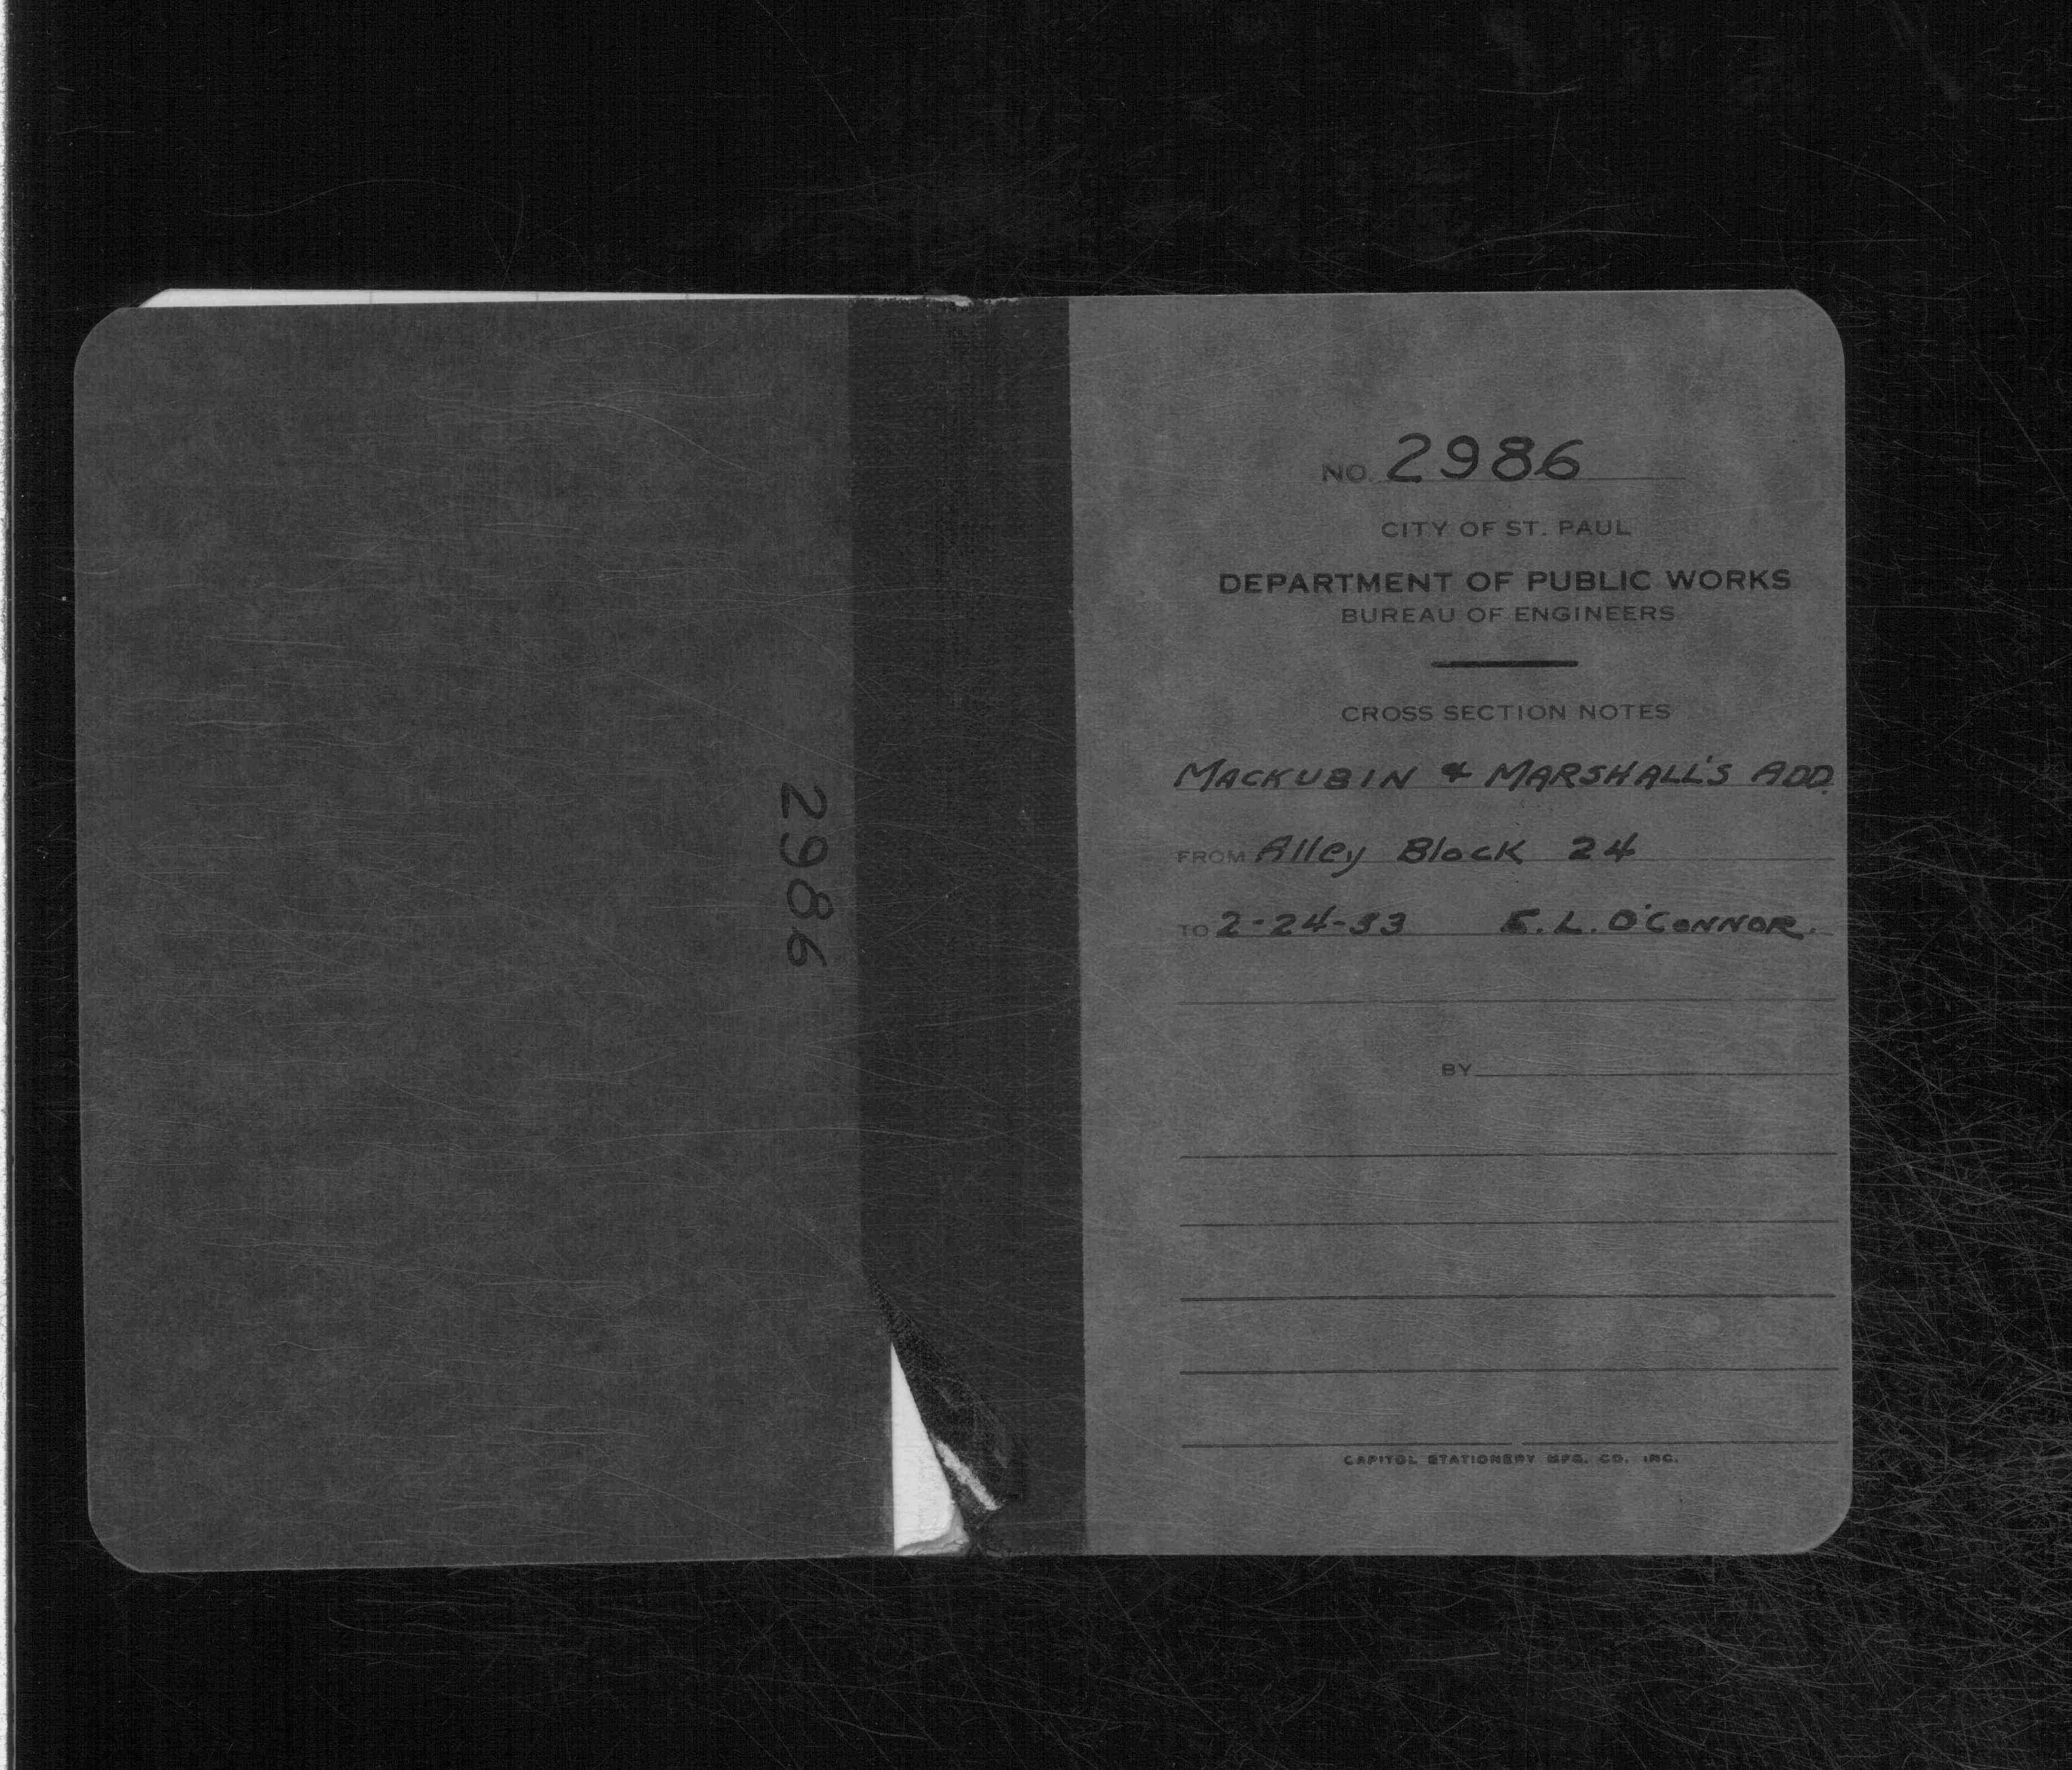 2986
NO. 2986
CITY OF ST. PAUL
DEPARTMENT OF PUBLIC WORKS
BUREAU OF ENGINEERS
CROSS SECTION NOTES
MACKUBIN & MARSHALL'S ADD.
FROM Alley Block 24
TO 2-24-33 E. L. O'CONNOR.
BY
CAPITOL STATIONERY MFG. CO. INC.